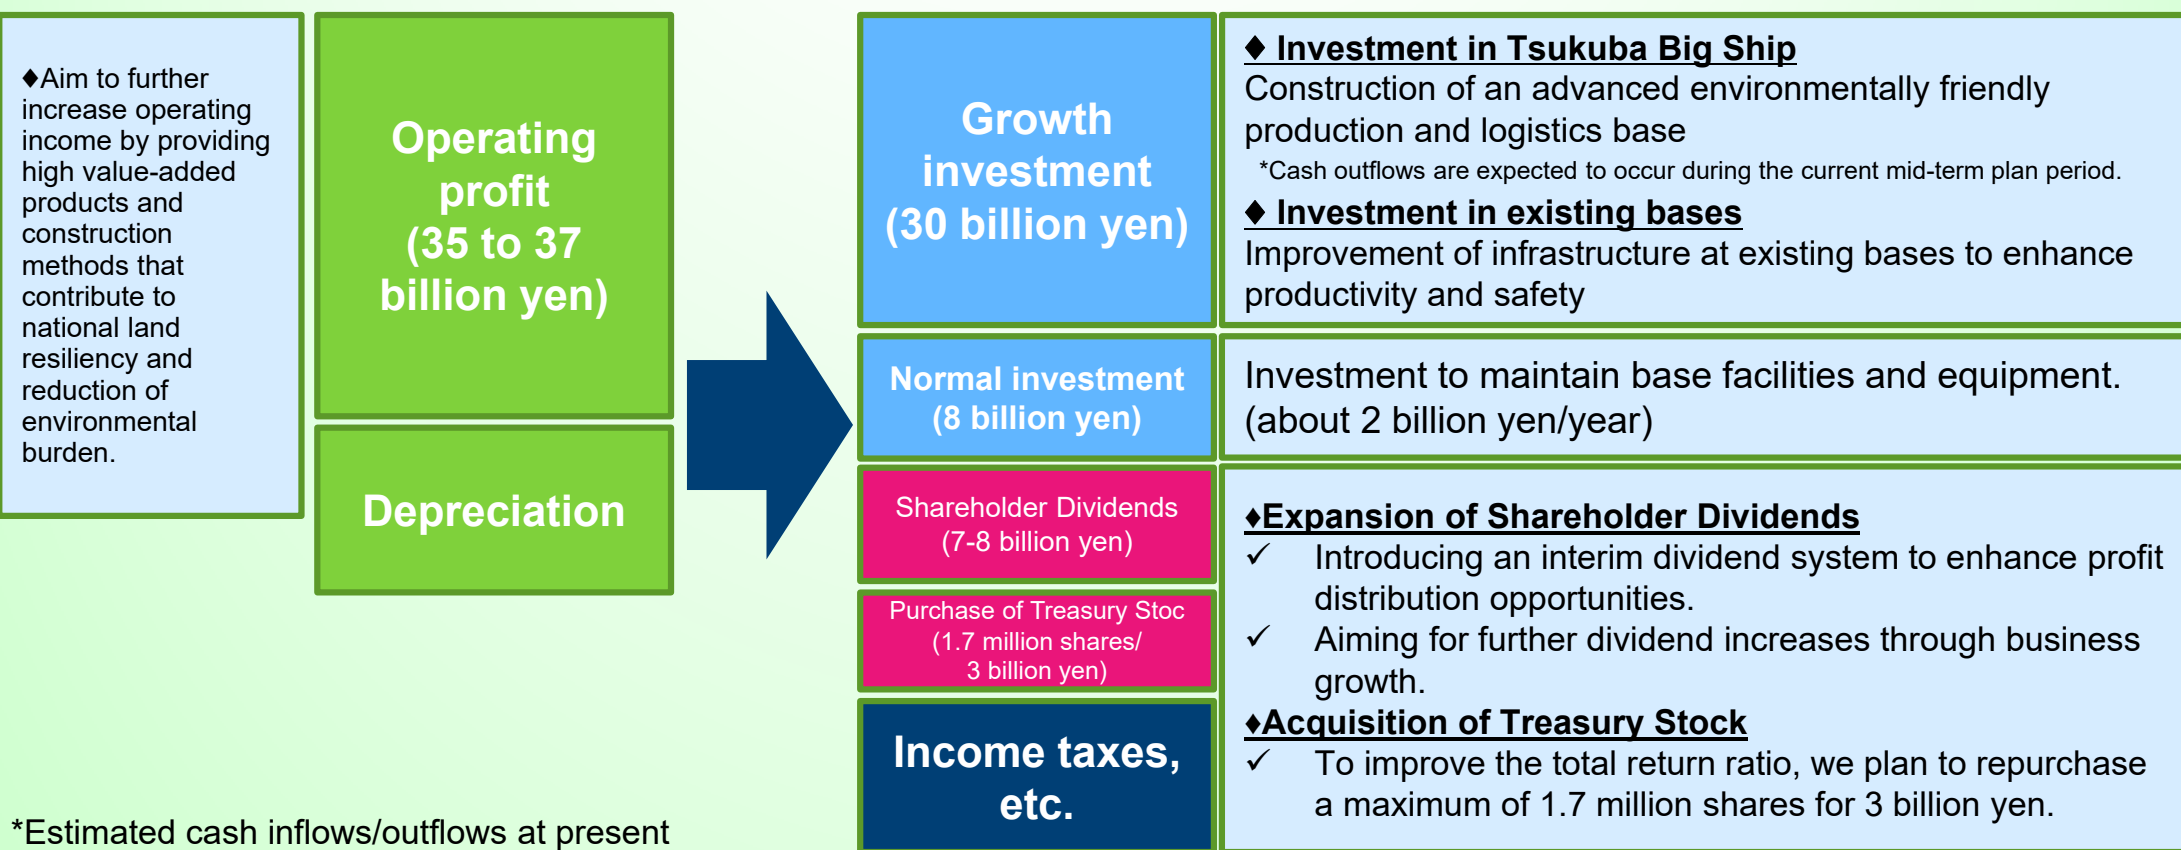 ♦Aim to further
increase operating
income by providing
high value-added
products and
construction
methods that
contribute to
national land
resiliency and
reduction of
environmental
burden.
Operating
profit
(35 to 37
billion yen)
Depreciation
*Estimated cash inflows/outflows at present
Growth
investment
(30 billion yen)
♦ Investment in Tsukuba Big Ship
Construction of an advanced environmentally friendly
production and logistics base
*Cash outflows are expected to occur during the current mid-term plan period.
♦ Investment in existing bases
Improvement of infrastructure at existing bases to enhance
productivity and safety
Normal investment
(8 billion yen)
Investment to maintain base facilities and equipment.
(about 2 billion yen/year)
Shareholder Dividends
(7-8 billion yen)
Purchase of Treasury Stoc
(1.7 million shares/
3 billion yen)
Income taxes,
etc.
♦Expansion of Shareholder Dividends
✓ Introducing an interim dividend system to enhance profit
distribution opportunities.
✓ Aiming for further dividend increases through business
growth.
♦Acquisition of Treasury Stock
✓ To improve the total return ratio, we plan to repurchase
a maximum of 1.7 million shares for 3 billion yen.